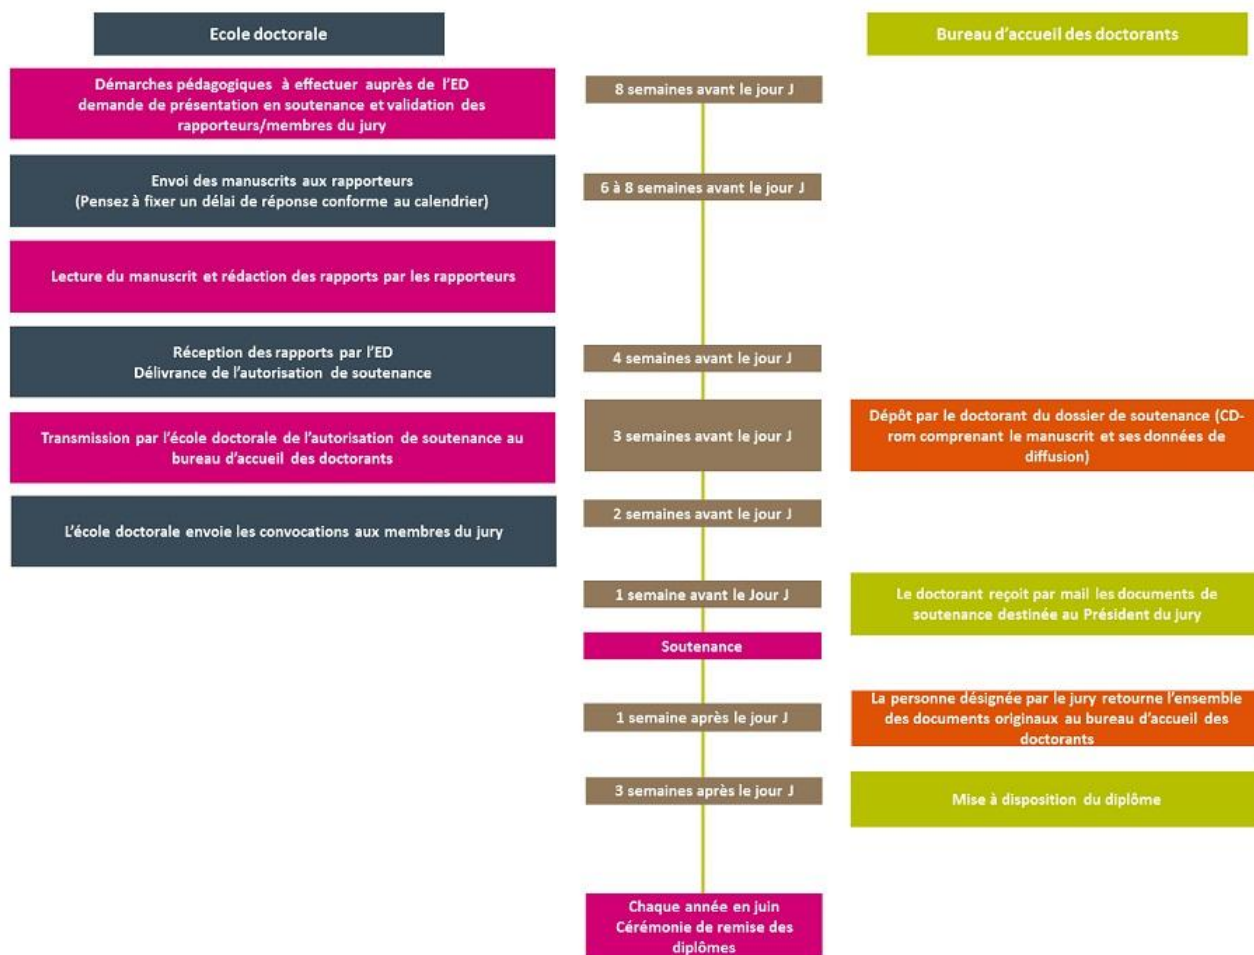 Ecole doctorale
Bureau d'accueil des doctorants
Démarches pédagogiques à effectuer auprès de l'ED
demande de présentation en soutenance et validation des
rapporteurs/membres du jury
8 semaines avant le jour J
Envoi des manuscrits aux rapporteurs
(Pensez à fixer un délai de réponse conforme au calendrier)
6 à 8 semaines avant le jour J
Lecture du manuscrit et rédaction des rapports par les rapporteurs
Réception des rapports par l'ED
Délivrance de l'autorisation de soutenance
4 semaines avant le jour J
Transmission par l'école doctorale de l'autorisation de soutenance au
bureau d'accueil des doctorants
3 semaines avant le jour J
Dépôt par le doctorant du dossier de soutenance (CD-
rom comprenant le manuscrit et ses données de
diffusion)
L'école doctorale envoie les convocations aux membres du jury
2 semaines avant le jour J
1 semaine avant le Jour J
Le doctorant reçoit par mail les documents de
soutenance destinée au Président du jury
Soutenance
1 semaine après le jour J
La personne désignée par le jury retourne l'ensemble
des documents originaux au bureau d'accueil des
doctorants
3 semaines après le jour J
Mise à disposition du diplôme
Chaque année en juin
Cérémonie de remise des
diplômes